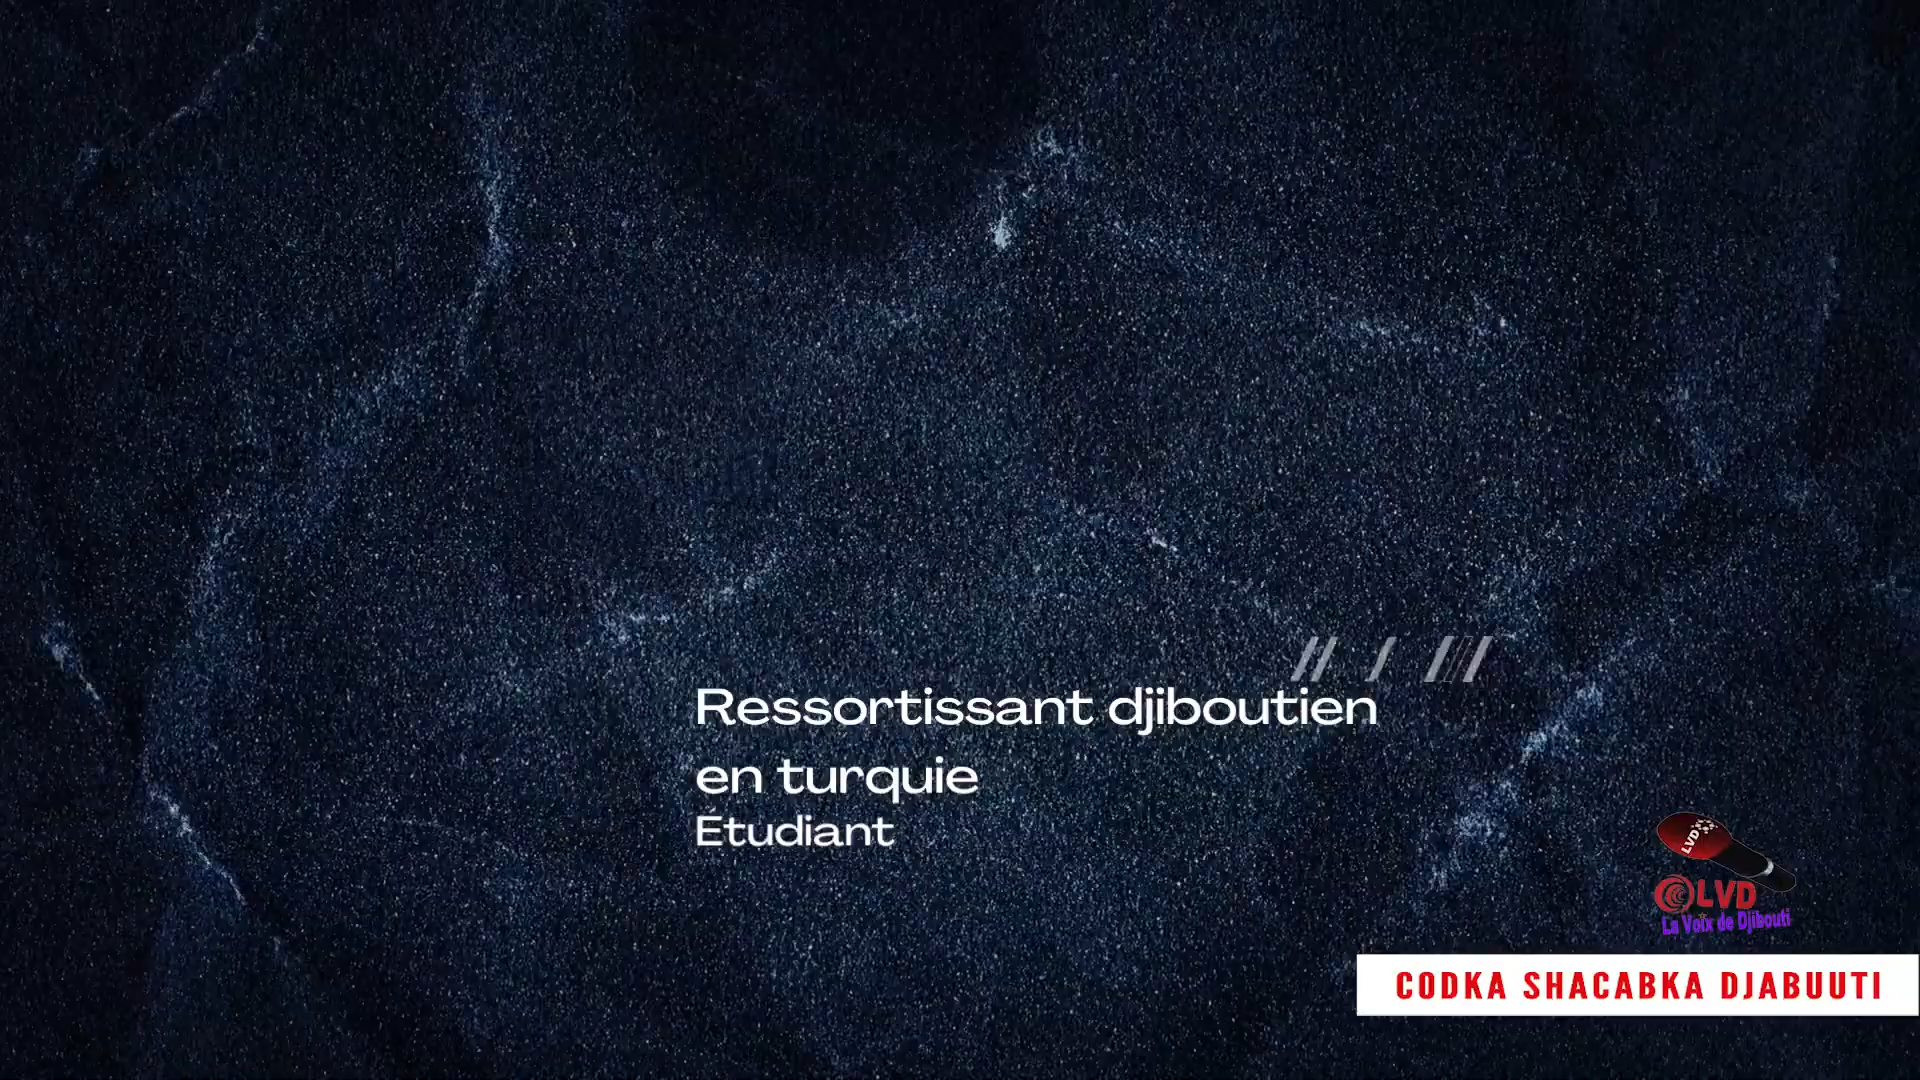 Ressortissant djiboutien
en turquie
Étudiant
LVD
LVD
La Voix de Djibouti
CODKA SHACABKA DJABUUTI